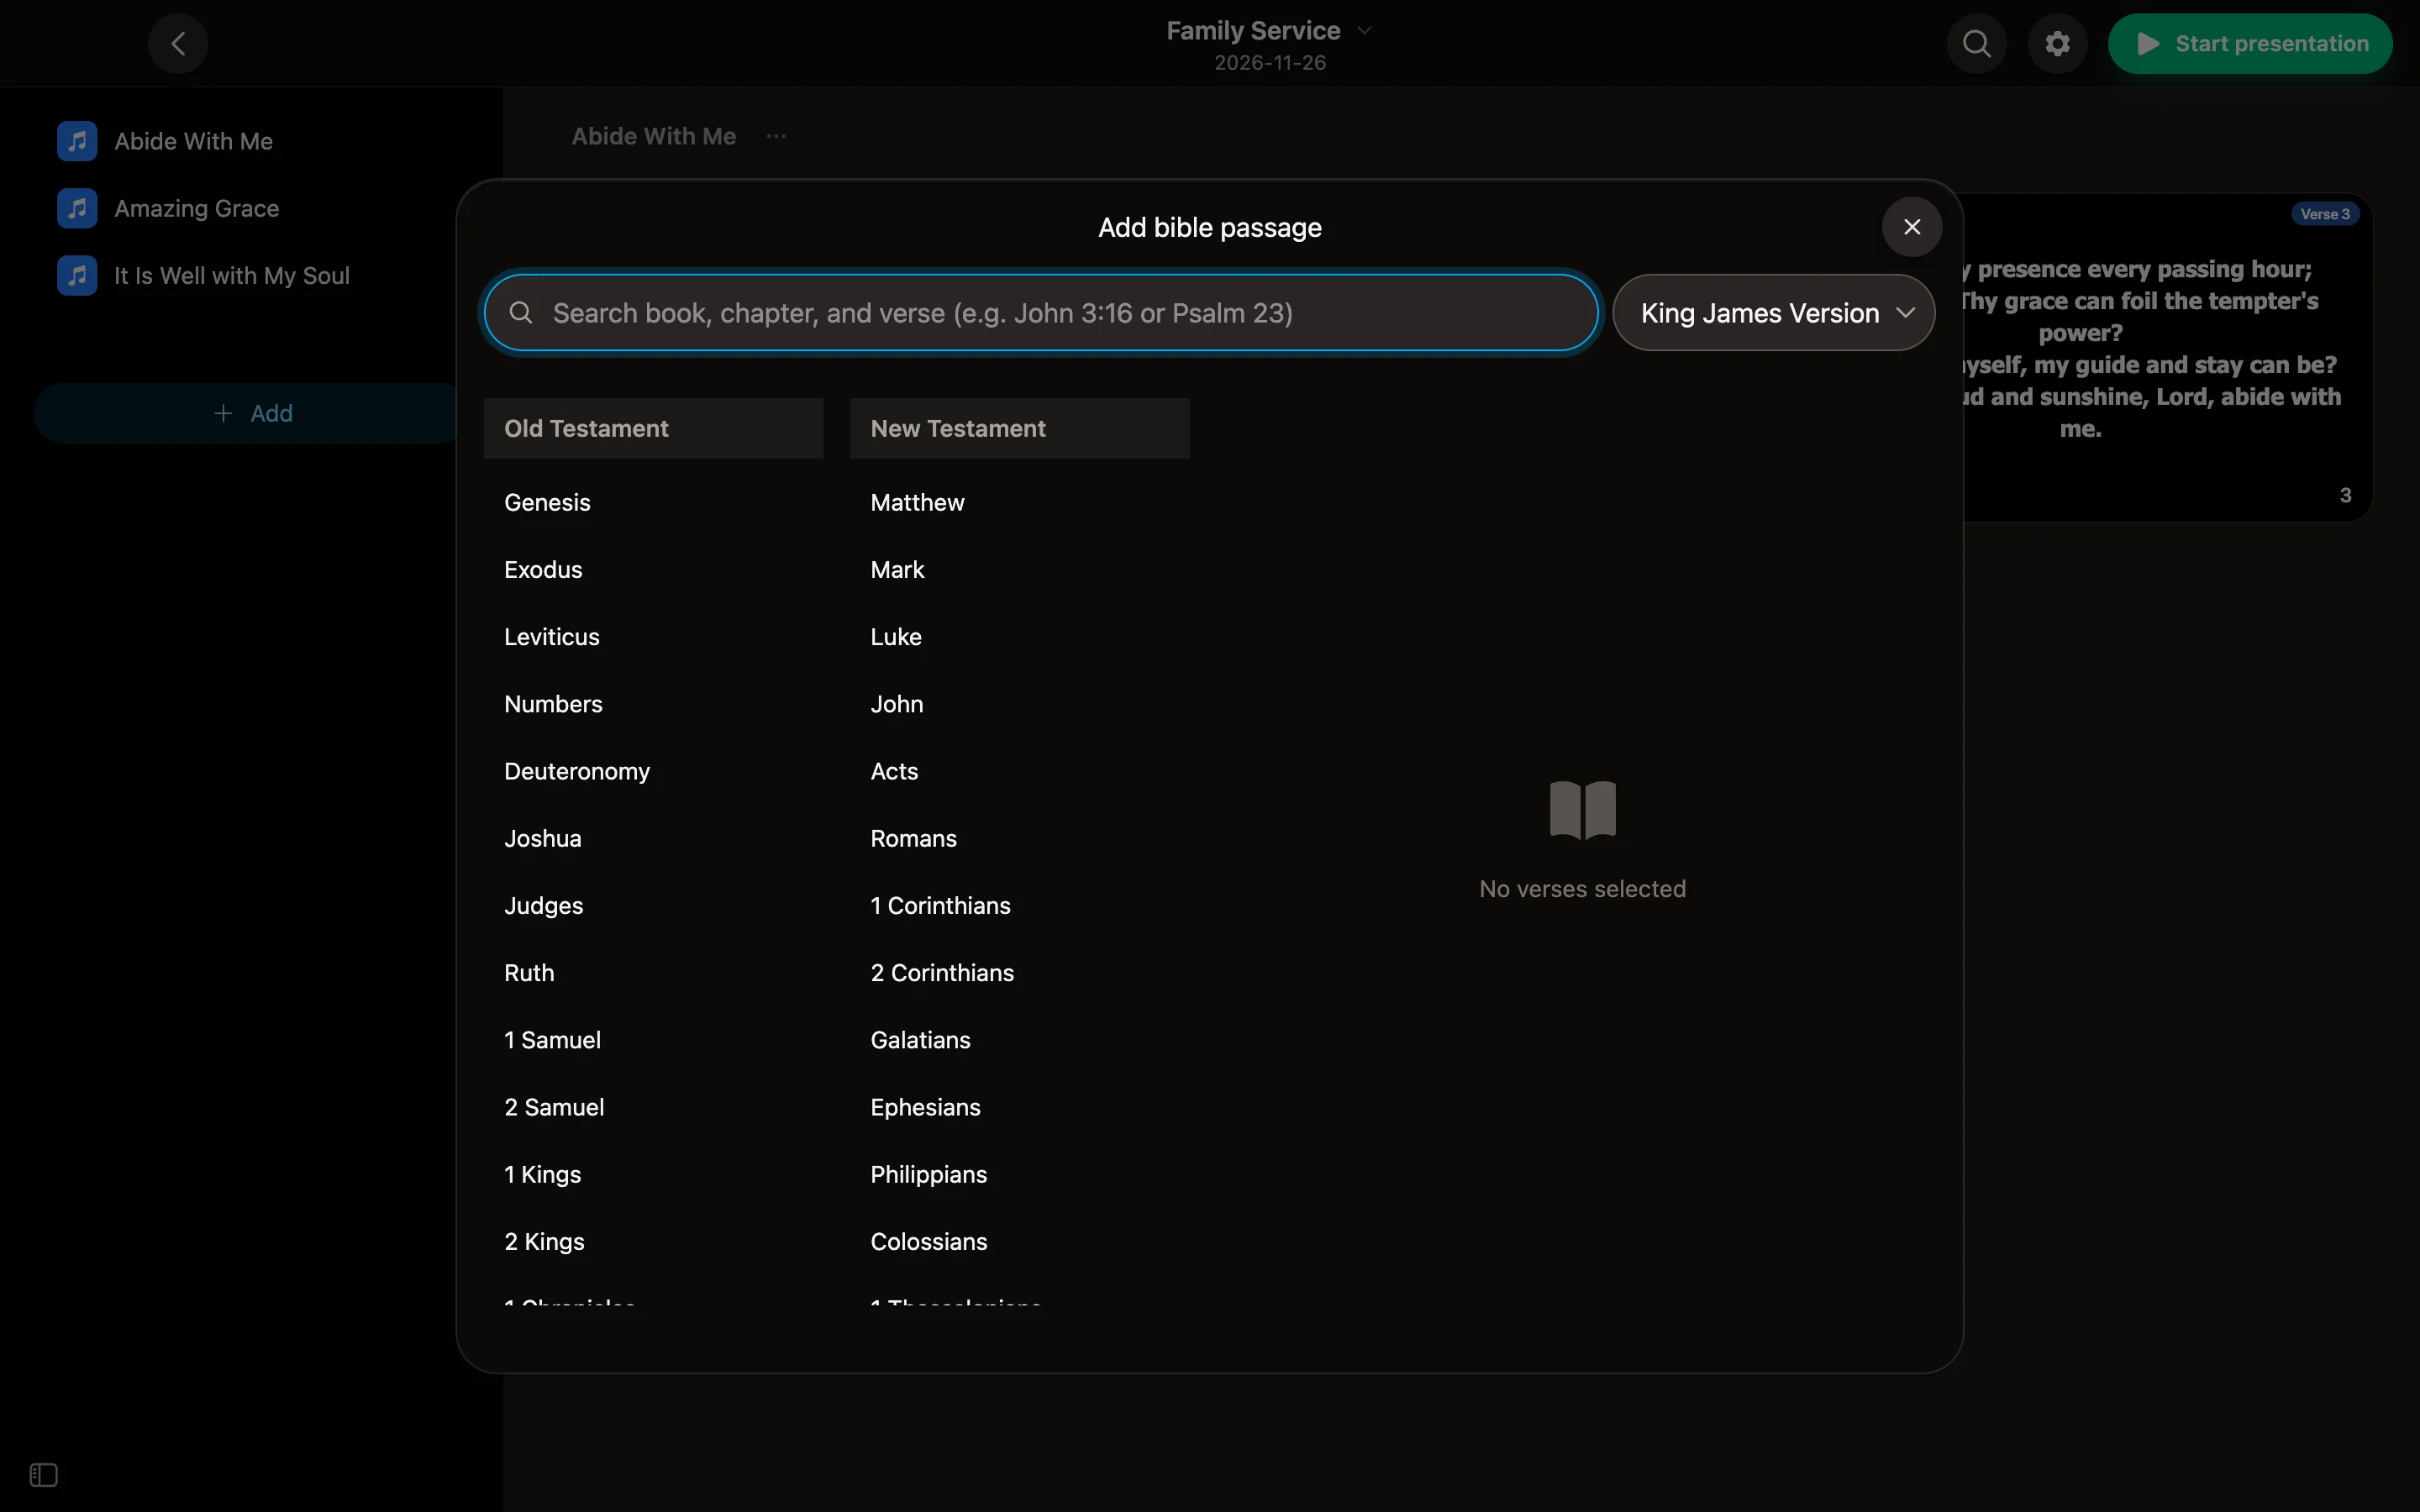 Family Service
2026-11-26
Start presentation
Abide With Me
Amazing Grace
It Is Well with My Soul
Add
Abide With Me
Verse 3
presence every passing hour;
Thy grace can foil the tempter's
power?
myself, my guide and stay can be?
and sunshine, Lord, abide with
me.
3
Add bible passage
Search book, chapter, and verse (e.g. John 3:16 or Psalm 23)
King James Version
Old Testament
Genesis
Exodus
Leviticus
Numbers
Deuteronomy
Joshua
Judges
Ruth
1 Samuel
2 Samuel
1 Kings
2 Kings
1 Chronicles
New Testament
Matthew
Mark
Luke
John
Acts
Romans
1 Corinthians
2 Corinthians
Galatians
Ephesians
Philippians
Colossians
1 Thessalonians
No verses selected